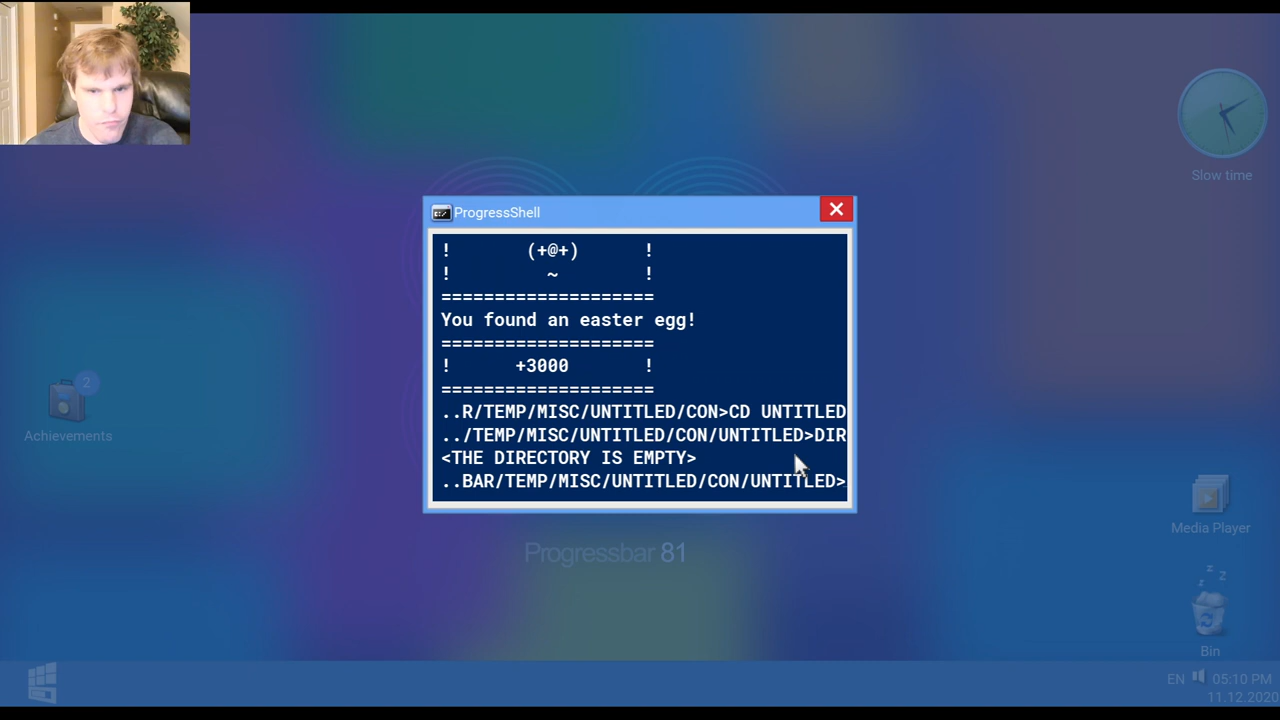 Slow time
ProgressShell
! (+@+) !
! ~ !
====================
You found an easter egg!
====================
! +3000 !
====================
..R/TEMP/MISC/UNTITLED/CON>CD UNTITLED
../TEMP/MISC/UNTITLED/CON/UNTITLED>DIR
<THE DIRECTORY IS EMPTY>
..BAR/TEMP/MISC/UNTITLED/CON/UNTITLED>
2
Achievements
Media Player
Progressbar 81
z z z
Bin
EN 05:10 PM
11.12.2020